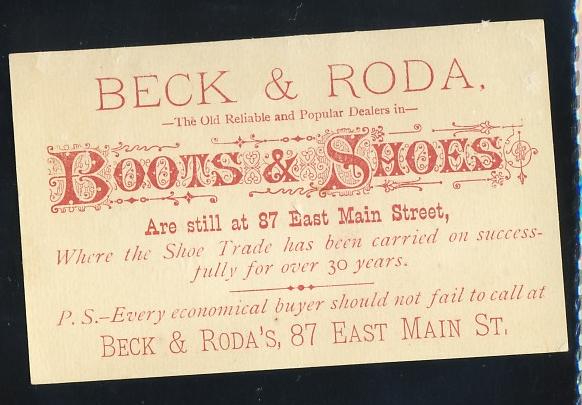 BECK & RODA,
—The Old Reliable and Popular Dealers in—
BOOTS & SHOES
Are still at 87 East Main Street,
Where the Shoe Trade has been carried on success-
fully for over 30 years.
P. S.—Every economical buyer should not fail to call at
BECK & RODA'S, 87 EAST MAIN ST.